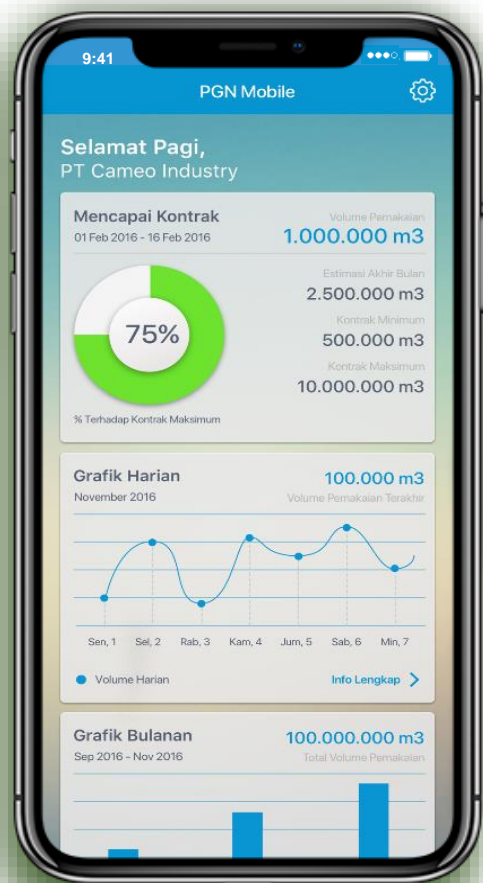 9:41
PGN Mobile
Selamat Pagi,
PT Cameo Industry
Mencapai Kontrak
01 Feb 2016 - 16 Feb 2016
Volume Pemakaian
1.000.000 m3
75%
% Terhadap Kontrak Maksimum
Estimasi Akhir Bulan
2.500.000 m3
Kontrak Minimum
500.000 m3
Kontrak Maksimum
10.000.000 m3
Grafik Harian
November 2016
100.000 m3
Volume Pemakaian Terakhir
Sen, 1 Sel, 2 Rab, 3 Kam, 4 Jum, 5 Sab, 6 Min, 7
Volume Harian
Info Lengkap
Grafik Bulanan
Sep 2016 - Nov 2016
100.000.000 m3
Total Volume Pemakaian